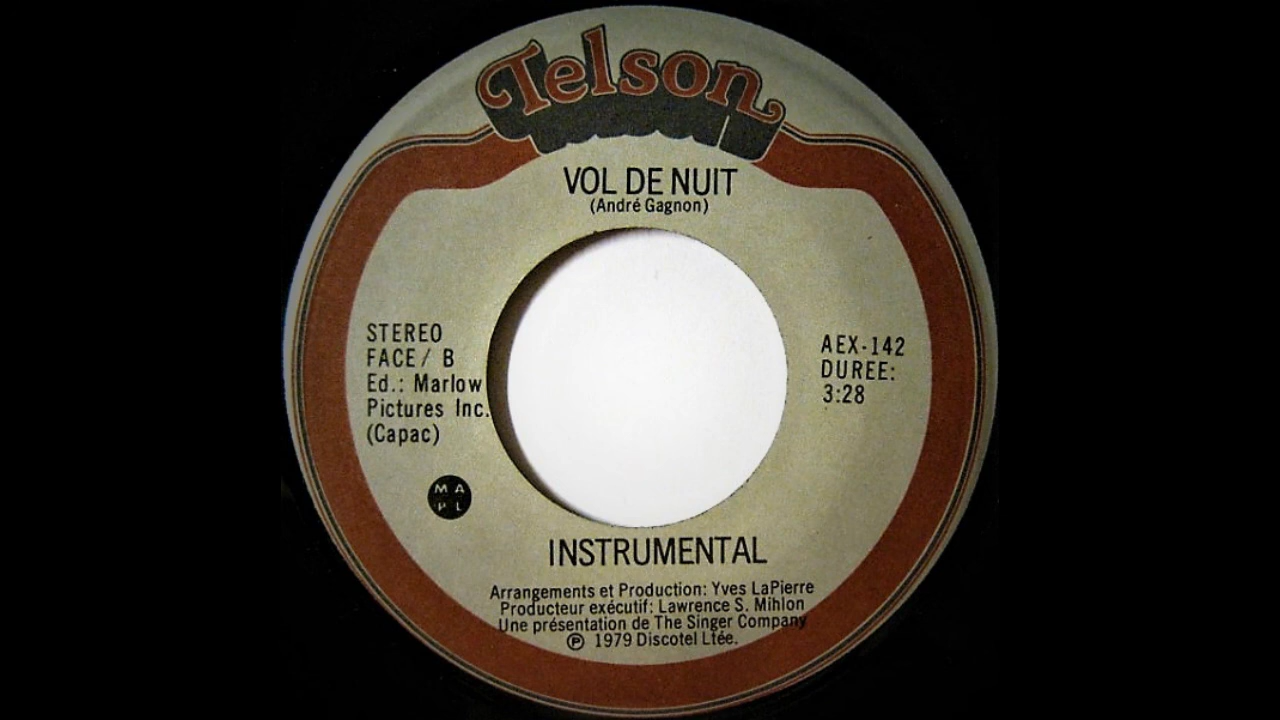 Telson
VOL DE NUIT
(André Gagnon)
STEREO
FACE / B
Ed.: Marlow
Pictures Inc.
(Capac)
AEX-142
DUREE:
3:28
M A
P L
INSTRUMENTAL
Arrangements et Production: Yves LaPierre
Producteur exécutif: Lawrence S. Mihlon
Une présentation de The Singer Company
℗ 1979 Discotel Ltée.